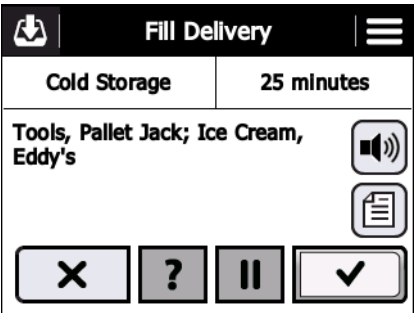 Fill Delivery
Cold Storage
25 minutes
Tools, Pallet Jack; Ice Cream,
Eddy's
?